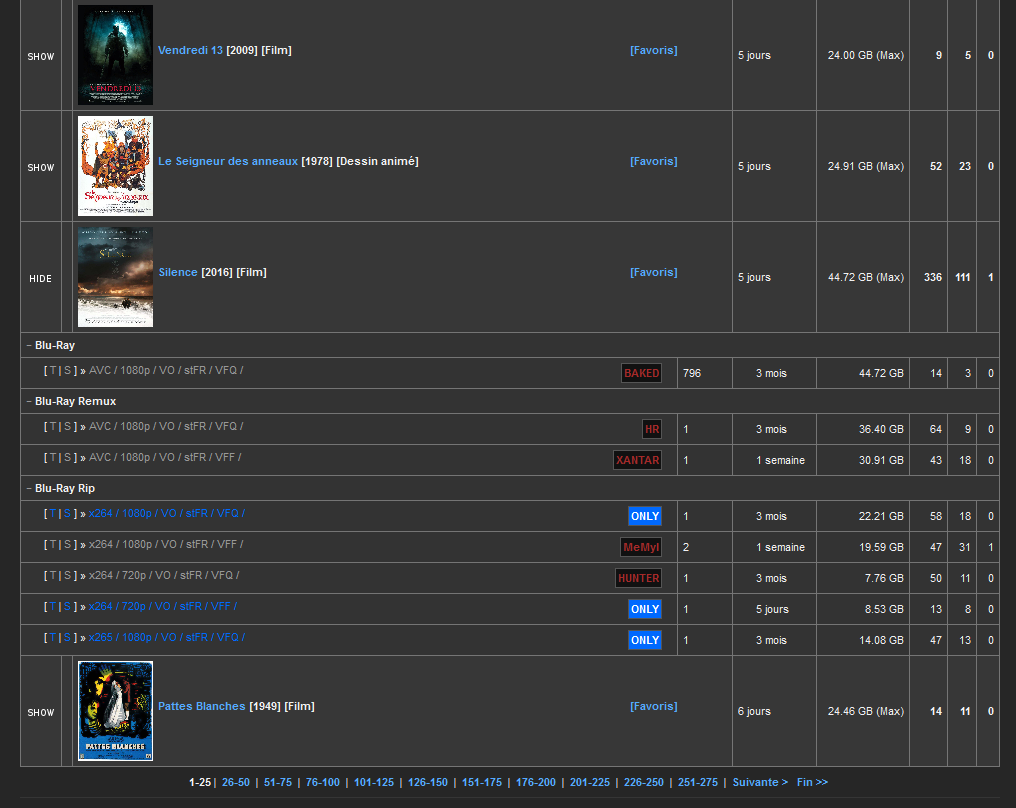 SHOW Vendredi 13 [2009] [Film] [Favoris] 5 jours 24.00 GB (Max) 9 5 0
VENDREDI 13
SHOW Le Seigneur des anneaux [1978] [Dessin animé] [Favoris] 5 jours 24.91 GB (Max) 52 23 0
Le Seigneur des anneaux
HIDE Silence [2016] [Film] [Favoris] 5 jours 44.72 GB (Max) 336 111 1
− Blu-Ray
[ T | S ] » AVC / 1080p / VO / stFR / VFQ / BAKED 796 3 mois 44.72 GB 14 3 0
− Blu-Ray Remux
[ T | S ] » AVC / 1080p / VO / stFR / VFQ / HR 1 3 mois 36.40 GB 64 9 0
[ T | S ] » AVC / 1080p / VO / stFR / VFF / XANTAR 1 1 semaine 30.91 GB 43 18 0
− Blu-Ray Rip
[ T | S ] » x264 / 1080p / VO / stFR / VFQ / ONLY 1 3 mois 22.21 GB 58 18 0
[ T | S ] » x264 / 1080p / VO / stFR / VFF / MeMyI 2 1 semaine 19.59 GB 47 31 1
[ T | S ] » x264 / 720p / VO / stFR / VFQ / HUNTER 1 3 mois 7.76 GB 50 11 0
[ T | S ] » x264 / 720p / VO / stFR / VFF / ONLY 1 5 jours 8.53 GB 13 8 0
[ T | S ] » x265 / 1080p / VO / stFR / VFQ / ONLY 1 3 mois 14.08 GB 47 13 0
SHOW Pattes Blanches [1949] [Film] [Favoris] 6 jours 24.46 GB (Max) 14 11 0
PATTES BLANCHES
1-25 | 26-50 | 51-75 | 76-100 | 101-125 | 126-150 | 151-175 | 176-200 | 201-225 | 226-250 | 251-275 | Suivante > Fin >>